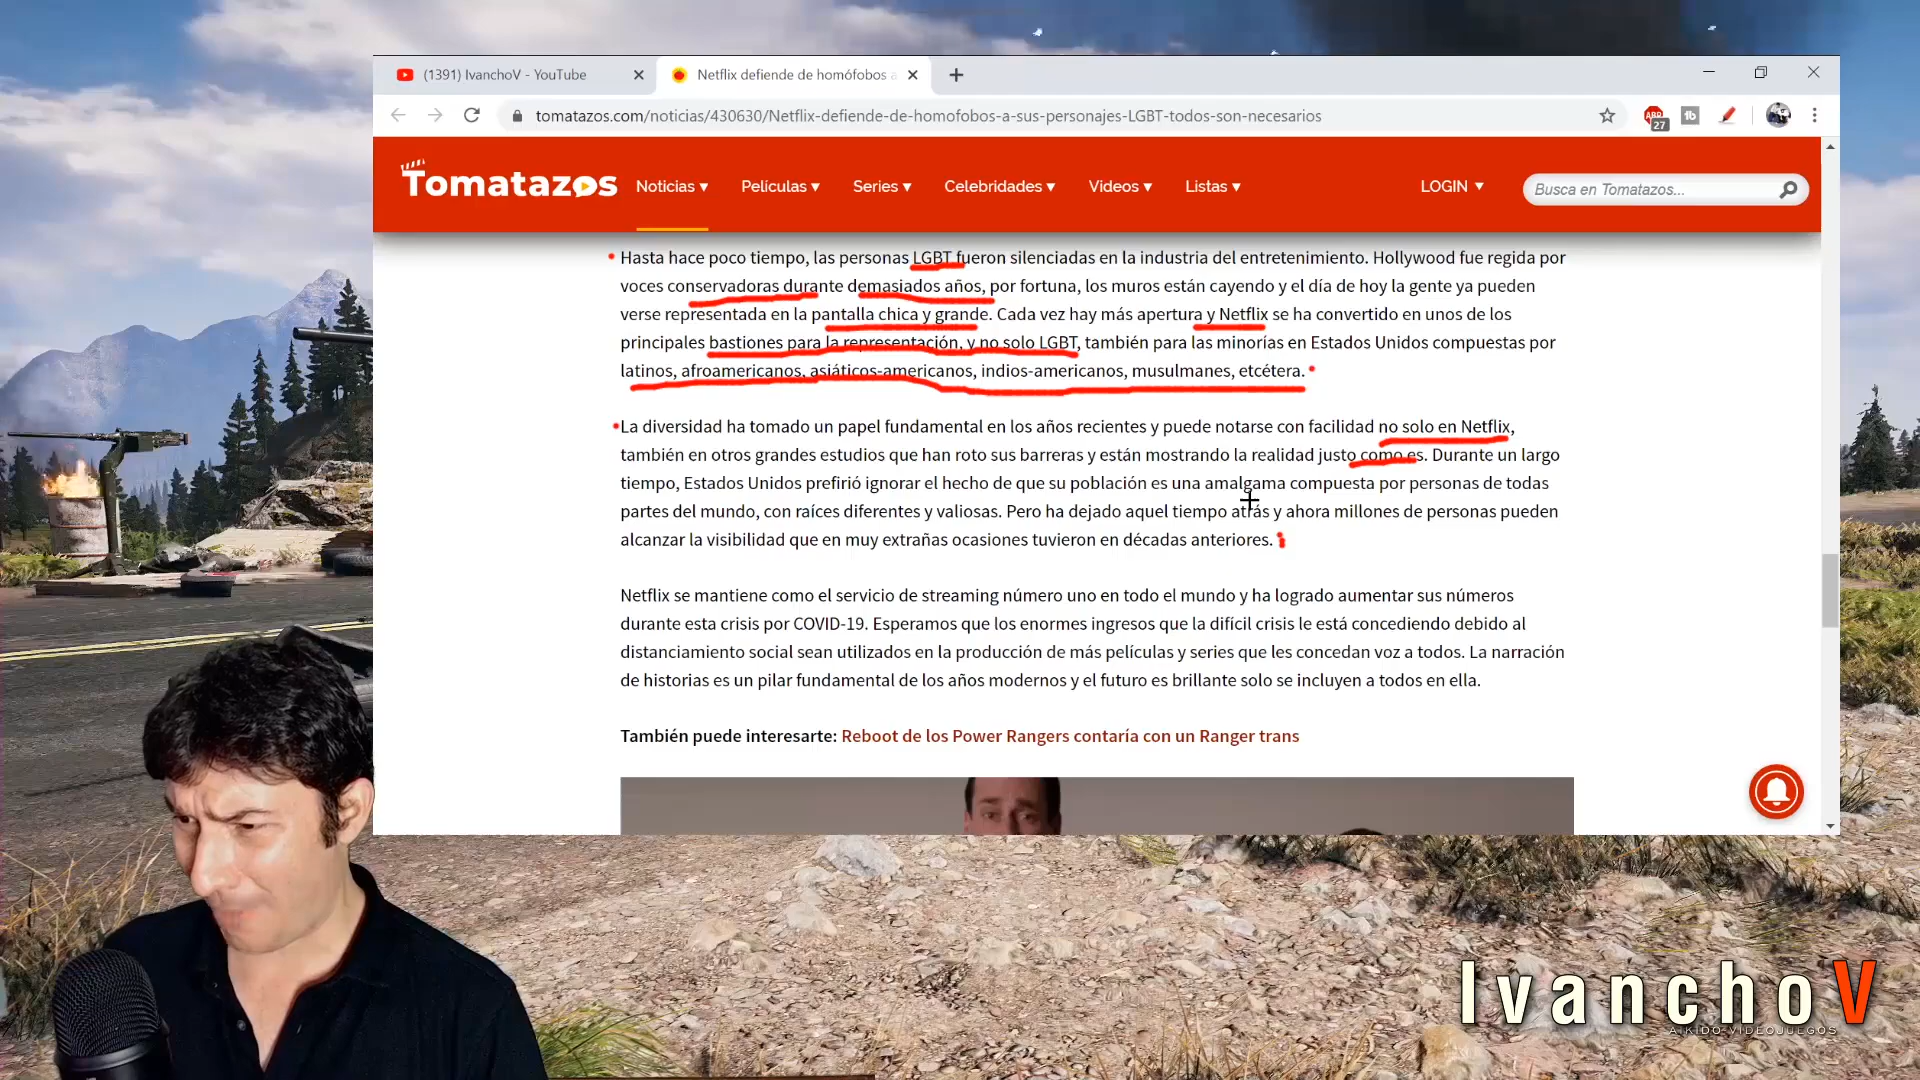 (1391) IvanchoV - YouTube
Netflix defiende de homófobos a
tomatazos.com/noticias/430630/Netflix-defiende-de-homofobos-a-sus-personajes-LGBT-todos-son-necesarios
ABP
27
tb
Tomatazos
Noticias ▾
Películas ▾
Series ▾
Celebridades ▾
Videos ▾
Listas ▾
LOGIN ▾
Busca en Tomatazos...
Hasta hace poco tiempo, las personas LGBT fueron silenciadas en la industria del entretenimiento. Hollywood fue regida por
voces conservadoras durante demasiados años, por fortuna, los muros están cayendo y el día de hoy la gente ya pueden
verse representada en la pantalla chica y grande. Cada vez hay más apertura y Netflix se ha convertido en unos de los
principales bastiones para la representación, y no solo LGBT, también para las minorías en Estados Unidos compuestas por
latinos, afroamericanos, asiáticos-americanos, indios-americanos, musulmanes, etcétera.
La diversidad ha tomado un papel fundamental en los años recientes y puede notarse con facilidad no solo en Netflix,
también en otros grandes estudios que han roto sus barreras y están mostrando la realidad justo como es. Durante un largo
tiempo, Estados Unidos prefirió ignorar el hecho de que su población es una amalgama compuesta por personas de todas
partes del mundo, con raíces diferentes y valiosas. Pero ha dejado aquel tiempo atrás y ahora millones de personas pueden
alcanzar la visibilidad que en muy extrañas ocasiones tuvieron en décadas anteriores.
Netflix se mantiene como el servicio de streaming número uno en todo el mundo y ha logrado aumentar sus números
durante esta crisis por COVID-19. Esperamos que los enormes ingresos que la difícil crisis le está concediendo debido al
distanciamiento social sean utilizados en la producción de más películas y series que les concedan voz a todos. La narración
de historias es un pilar fundamental de los años modernos y el futuro es brillante solo se incluyen a todos en ella.
También puede interesarte: Reboot de los Power Rangers contaría con un Ranger trans
IvanchoV
AIKIDO-VIDEOJUEGOS